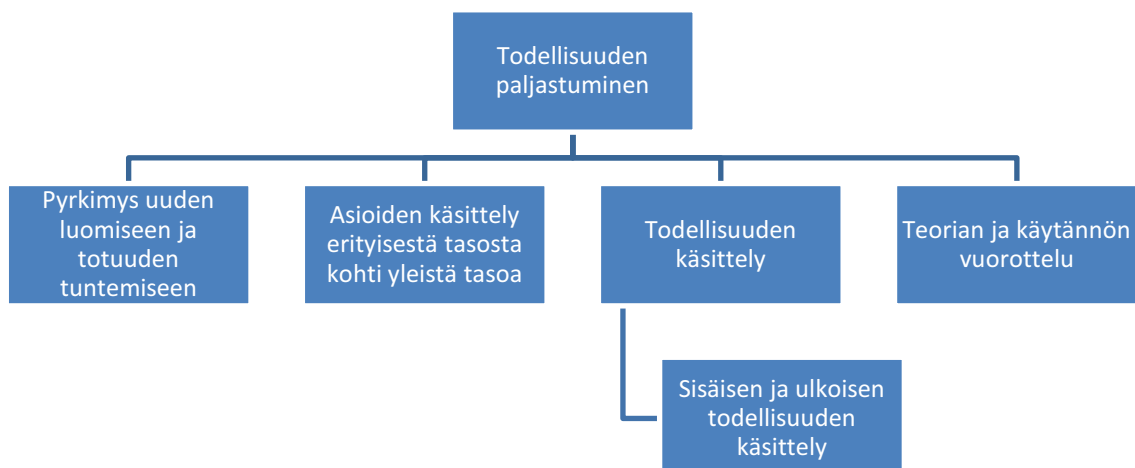 Todellisuuden
paljastuminen
Pyrkimys uuden
luomiseen ja
totuuden
tuntemiseen
Asioiden käsittely
erityisestä tasosta
kohti yleistä tasoa
Todellisuuden
käsittely
Teorian ja käytännön
vuorottelu
Sisäisen ja ulkoisen
todellisuuden
käsittely